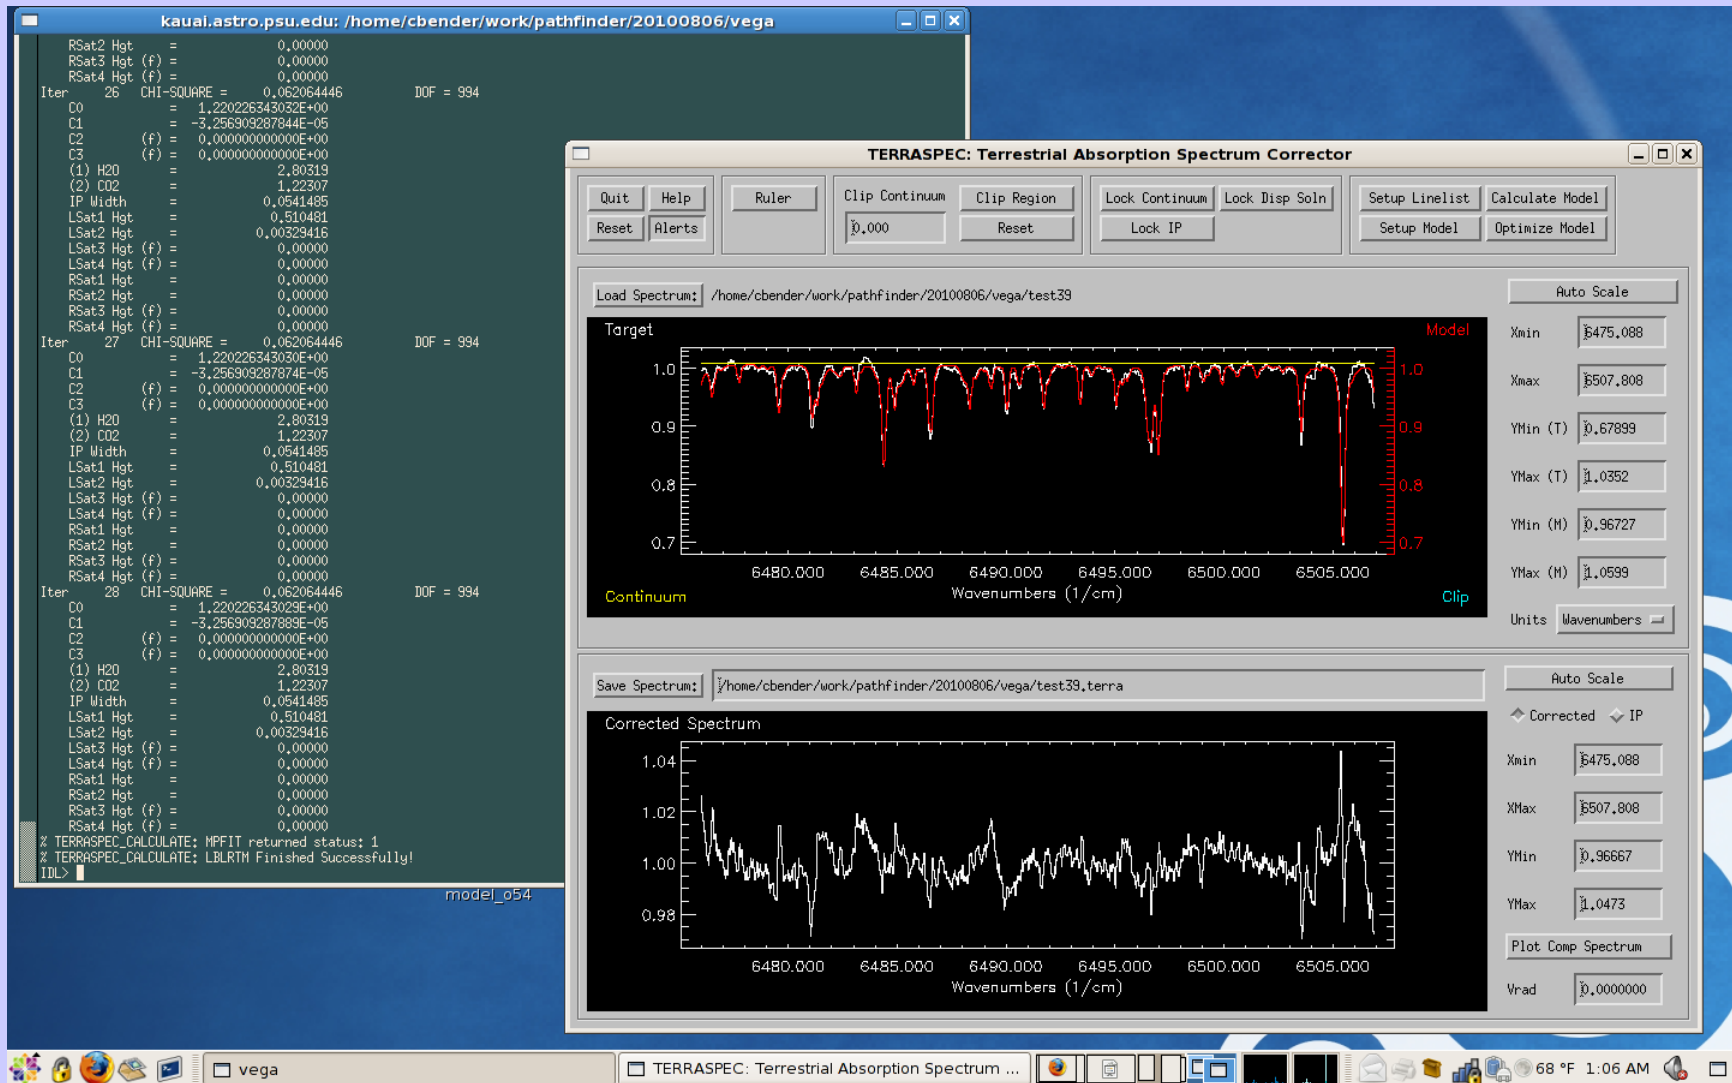 kauai.astro.psu.edu: /home/cbender/work/pathfinder/20100806/vega
RSat2 Hgt = 0.00000
RSat3 Hgt (f) = 0.00000
RSat4 Hgt (f) = 0.00000
Iter 26 CHI-SQUARE = 0.062064446 DOF = 994
C0 = 1.220226343032E+00
C1 = -3.256909287844E-05
C2 (f) = 0.000000000000E+00
C3 (f) = 0.000000000000E+00
(1) H2O = 2.80319
(2) CO2 = 1.22307
IP Width = 0.0541485
LSat1 Hgt = 0.510481
LSat2 Hgt = 0.00329416
LSat3 Hgt (f) = 0.00000
LSat4 Hgt (f) = 0.00000
RSat1 Hgt = 0.00000
RSat2 Hgt = 0.00000
RSat3 Hgt (f) = 0.00000
RSat4 Hgt (f) = 0.00000
Iter 27 CHI-SQUARE = 0.062064446 DOF = 994
C0 = 1.220226343030E+00
C1 = -3.256909287874E-05
C2 (f) = 0.000000000000E+00
C3 (f) = 0.000000000000E+00
(1) H2O = 2.80319
(2) CO2 = 1.22307
IP Width = 0.0541485
LSat1 Hgt = 0.510481
LSat2 Hgt = 0.00329416
LSat3 Hgt (f) = 0.00000
LSat4 Hgt (f) = 0.00000
RSat1 Hgt = 0.00000
RSat2 Hgt = 0.00000
RSat3 Hgt (f) = 0.00000
RSat4 Hgt (f) = 0.00000
Iter 28 CHI-SQUARE = 0.062064446 DOF = 994
C0 = 1.220226343029E+00
C1 = -3.256909287889E-05
C2 (f) = 0.000000000000E+00
C3 (f) = 0.000000000000E+00
(1) H2O = 2.80319
(2) CO2 = 1.22307
IP Width = 0.0541485
LSat1 Hgt = 0.510481
LSat2 Hgt = 0.00329416
LSat3 Hgt (f) = 0.00000
LSat4 Hgt (f) = 0.00000
RSat1 Hgt = 0.00000
RSat2 Hgt = 0.00000
RSat3 Hgt (f) = 0.00000
RSat4 Hgt (f) = 0.00000
% TERRASPEC_CALCULATE: MPFIT returned status: 1
% TERRASPEC_CALCULATE: LBLRTM Finished Successfully!
IDL>
model_o54
TERRASPEC: Terrestrial Absorption Spectrum Corrector
Quit Help Ruler Clip Continuum Clip Region Lock Continuum Lock Disp Soln Setup Linelist Calculate Model
Reset Alerts 0.000 Reset Lock IP Setup Model Optimize Model
Load Spectrum: /home/cbender/work/pathfinder/20100806/vega/test39
Auto Scale
Target Model
1.0 1.0
0.9 0.9
0.8 0.8
0.7 0.7
6480.000 6485.000 6490.000 6495.000 6500.000 6505.000
Wavenumbers (1/cm)
Continuum Clip
Xmin 6475.088
Xmax 6507.808
YMin (T) 0.67899
YMax (T) 1.0352
YMin (M) 0.96727
YMax (M) 1.0599
Units Wavenumbers
Save Spectrum: /home/cbender/work/pathfinder/20100806/vega/test39.terra
Auto Scale
Corrected IP
Corrected Spectrum
1.04
1.02
1.00
0.98
6480.000 6485.000 6490.000 6495.000 6500.000 6505.000
Wavenumbers (1/cm)
Xmin 6475.088
XMax 6507.808
YMin 0.96667
YMax 1.0473
Plot Comp Spectrum
Vrad 0.0000000
vega
TERRASPEC: Terrestrial Absorption Spectrum ...
68 °F 1:06 AM